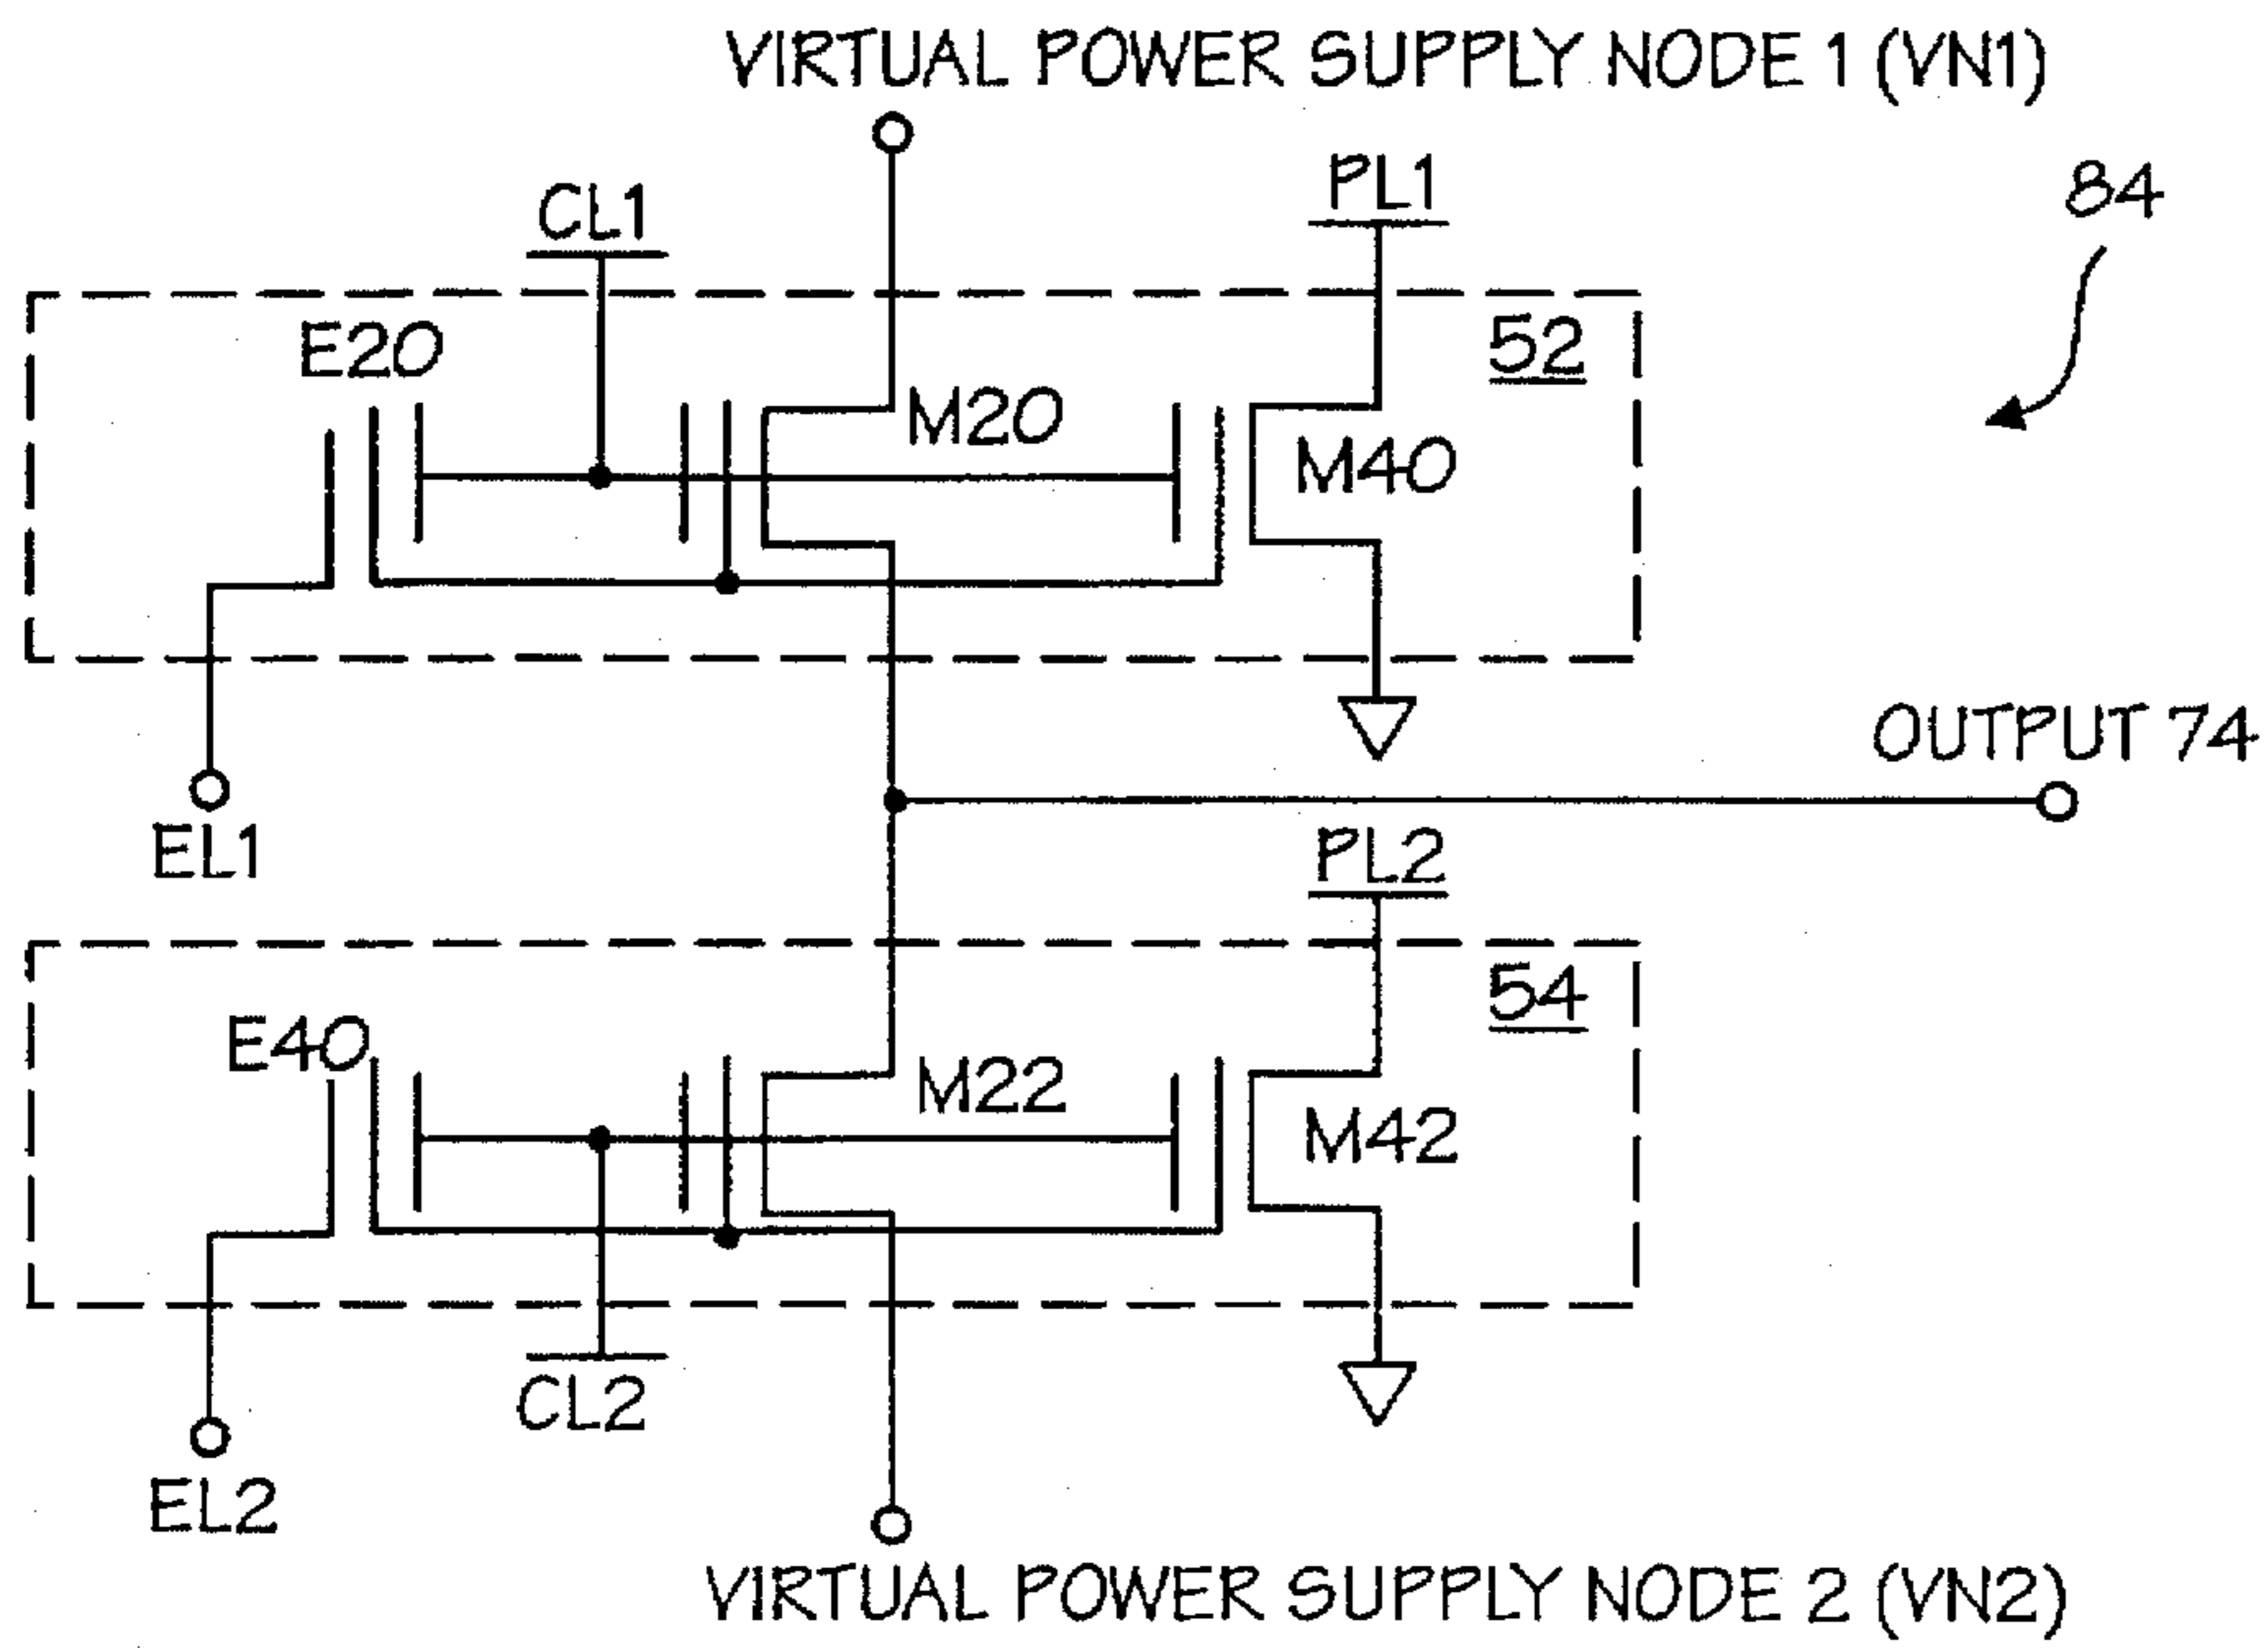 VIRTUAL POWER SUPPLY NODE 1 (VN1)
PL1
84
CL1
E20
52
M20
M40
OUTPUT 74
EL1
PL2
54
E40
M22
M42
CL2
EL2
VIRTUAL POWER SUPPLY NODE 2 (VN2)